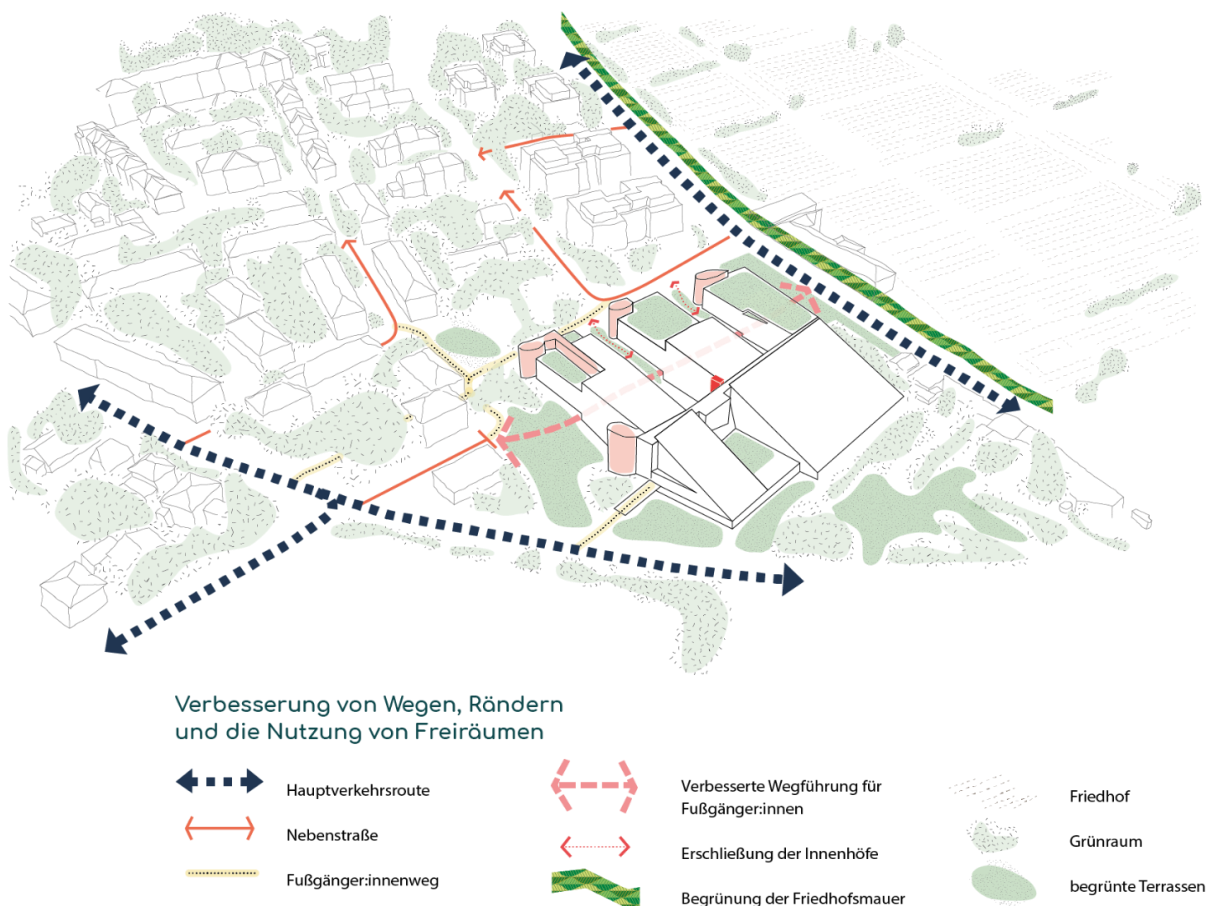 Verbesserung von Wegen, Rändern
und die Nutzung von Freiräumen
Hauptverkehrsroute
Nebenstraße
Fußgänger:innenweg
Verbesserte Wegführung für
Fußgänger:innen
Erschließung der Innenhöfe
Begrünung der Friedhofsmauer
Friedhof
Grünraum
begrünte Terrassen